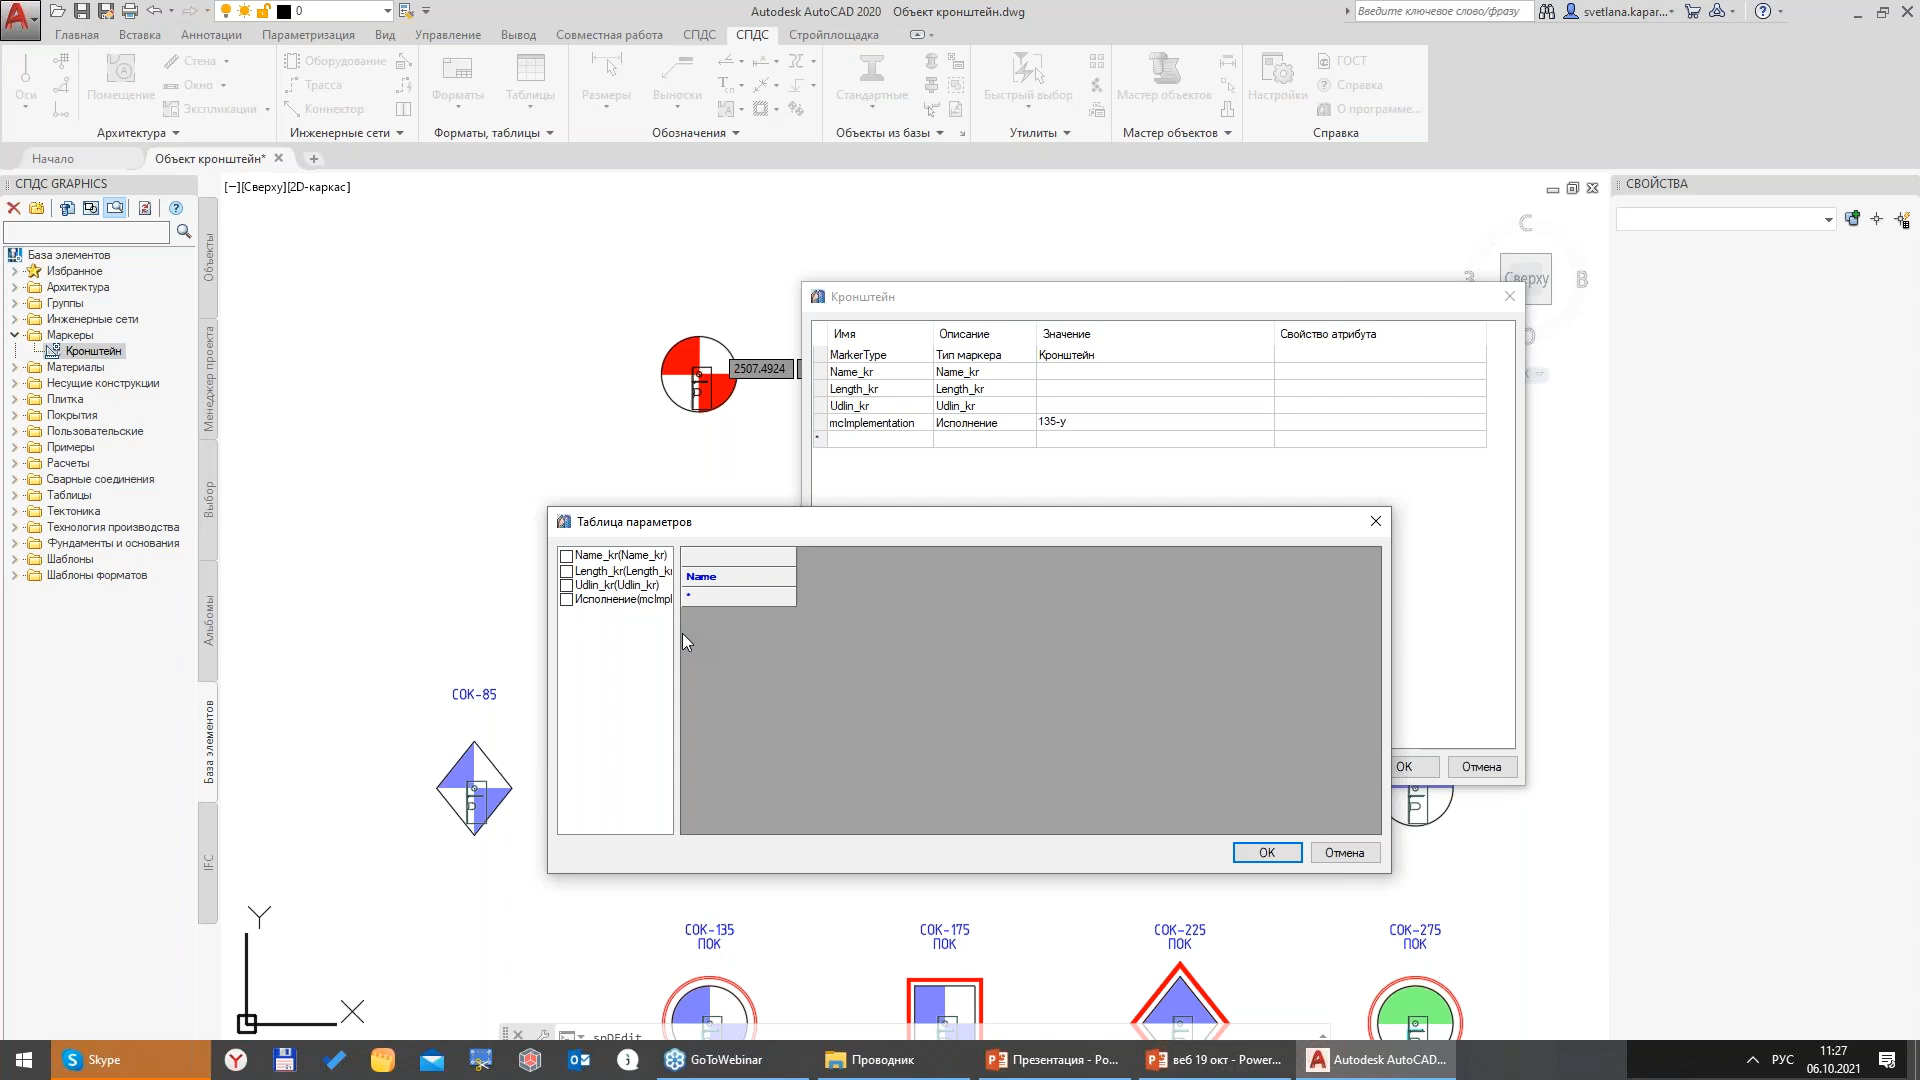 0
Autodesk AutoCAD 2020 Объект кронштейн.dwg
Введите ключевое слово/фразу
svetlana.kapar...
Главная Вставка Аннотации Параметризация Вид Управление Вывод Совместная работа СПДС СПДС Стройплощадка
Оси
Помещение
Стена
Окно
Экспликации
Архитектура
Оборудование
Трасса
Коннектор
Инженерные сети
Форматы
Таблицы
Форматы, таблицы
Размеры
Выноски
Обозначения
Стандартные
Объекты из базы
Быстрый выбор
Утилиты
Мастер объектов
Мастер объектов
Настройки
ГОСТ
Справка
О программе...
Справка
Начало
Объект кронштейн*
СПДС GRAPHICS
База элементов
Избранное
Архитектура
Группы
Инженерные сети
Маркеры
Кронштейн
Материалы
Несущие конструкции
Плитка
Покрытия
Пользовательские
Примеры
Расчеты
Сварные соединения
Таблицы
Тектоника
Технология производства
Фундаменты и основания
Шаблоны
Шаблоны форматов
Объекты
Менеджер проекта
Выбор
Альбомы
База элементов
IFC
[−][Сверху][2D-каркас]
СВОЙСТВА
С
Сверху
В
2507.4924
Кронштейн
Имя Описание Значение Свойство атрибута
MarkerType Тип маркера Кронштейн
Name_kr Name_kr
Length_kr Length_kr
Udlin_kr Udlin_kr
mcImplementation Исполнение 135-у
*
OK Отмена
Таблица параметров
Name_kr(Name_kr)
Length_kr(Length_kr
Udlin_kr(Udlin_kr)
Исполнение(mcImpl
Name
*
OK Отмена
СОК-85
СОК-135
ПОК
СОК-175
ПОК
СОК-225
ПОК
СОК-275
ПОК
Y
X
spDEdit
Skype
GoToWebinar
Проводник
Презентация - Po...
веб 19 окт - Power...
Autodesk AutoCAD...
РУС
11:27
06.10.2021